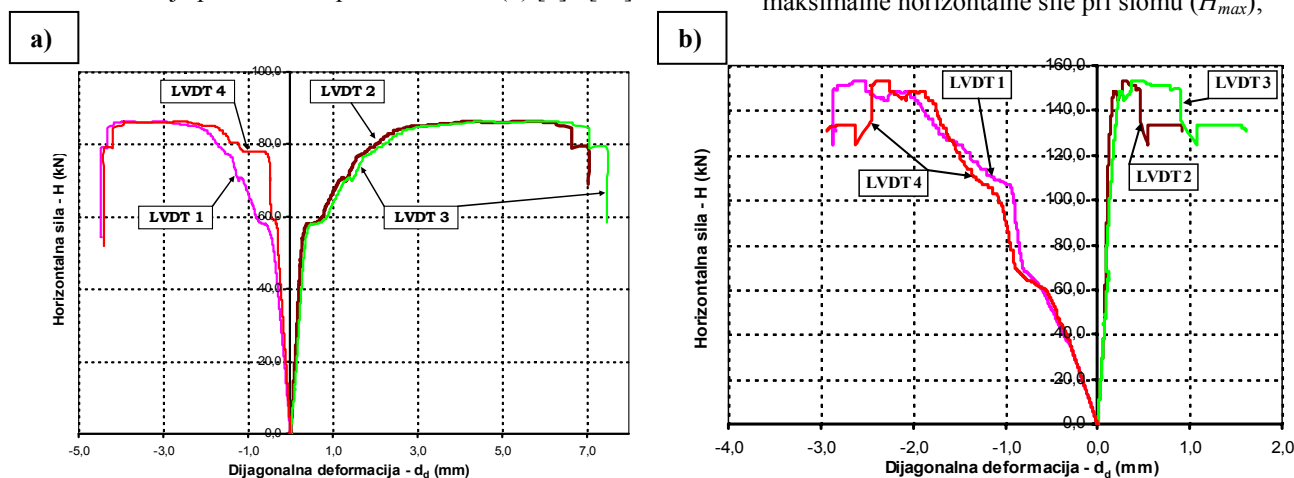 maksimalne horizontalne sile pri slomu (H_max),
a)
Horizontalna sila - H (kN)
100,0
80,0
60,0
40,0
20,0
0,0
LVDT 4
LVDT 2
LVDT 1
LVDT 3
-5,0 -3,0 -1,0 1,0 3,0 5,0 7,0
Dijagonalna deformacija - d_d (mm)
b)
Horizontalna sila - H (kN)
160,0
140,0
120,0
100,0
80,0
60,0
40,0
20,0
0,0
LVDT 1
LVDT 3
LVDT 4
LVDT 2
-4,0 -3,0 -2,0 -1,0 0,0 1,0 2,0
Dijagonalna deformacija - d_d (mm)